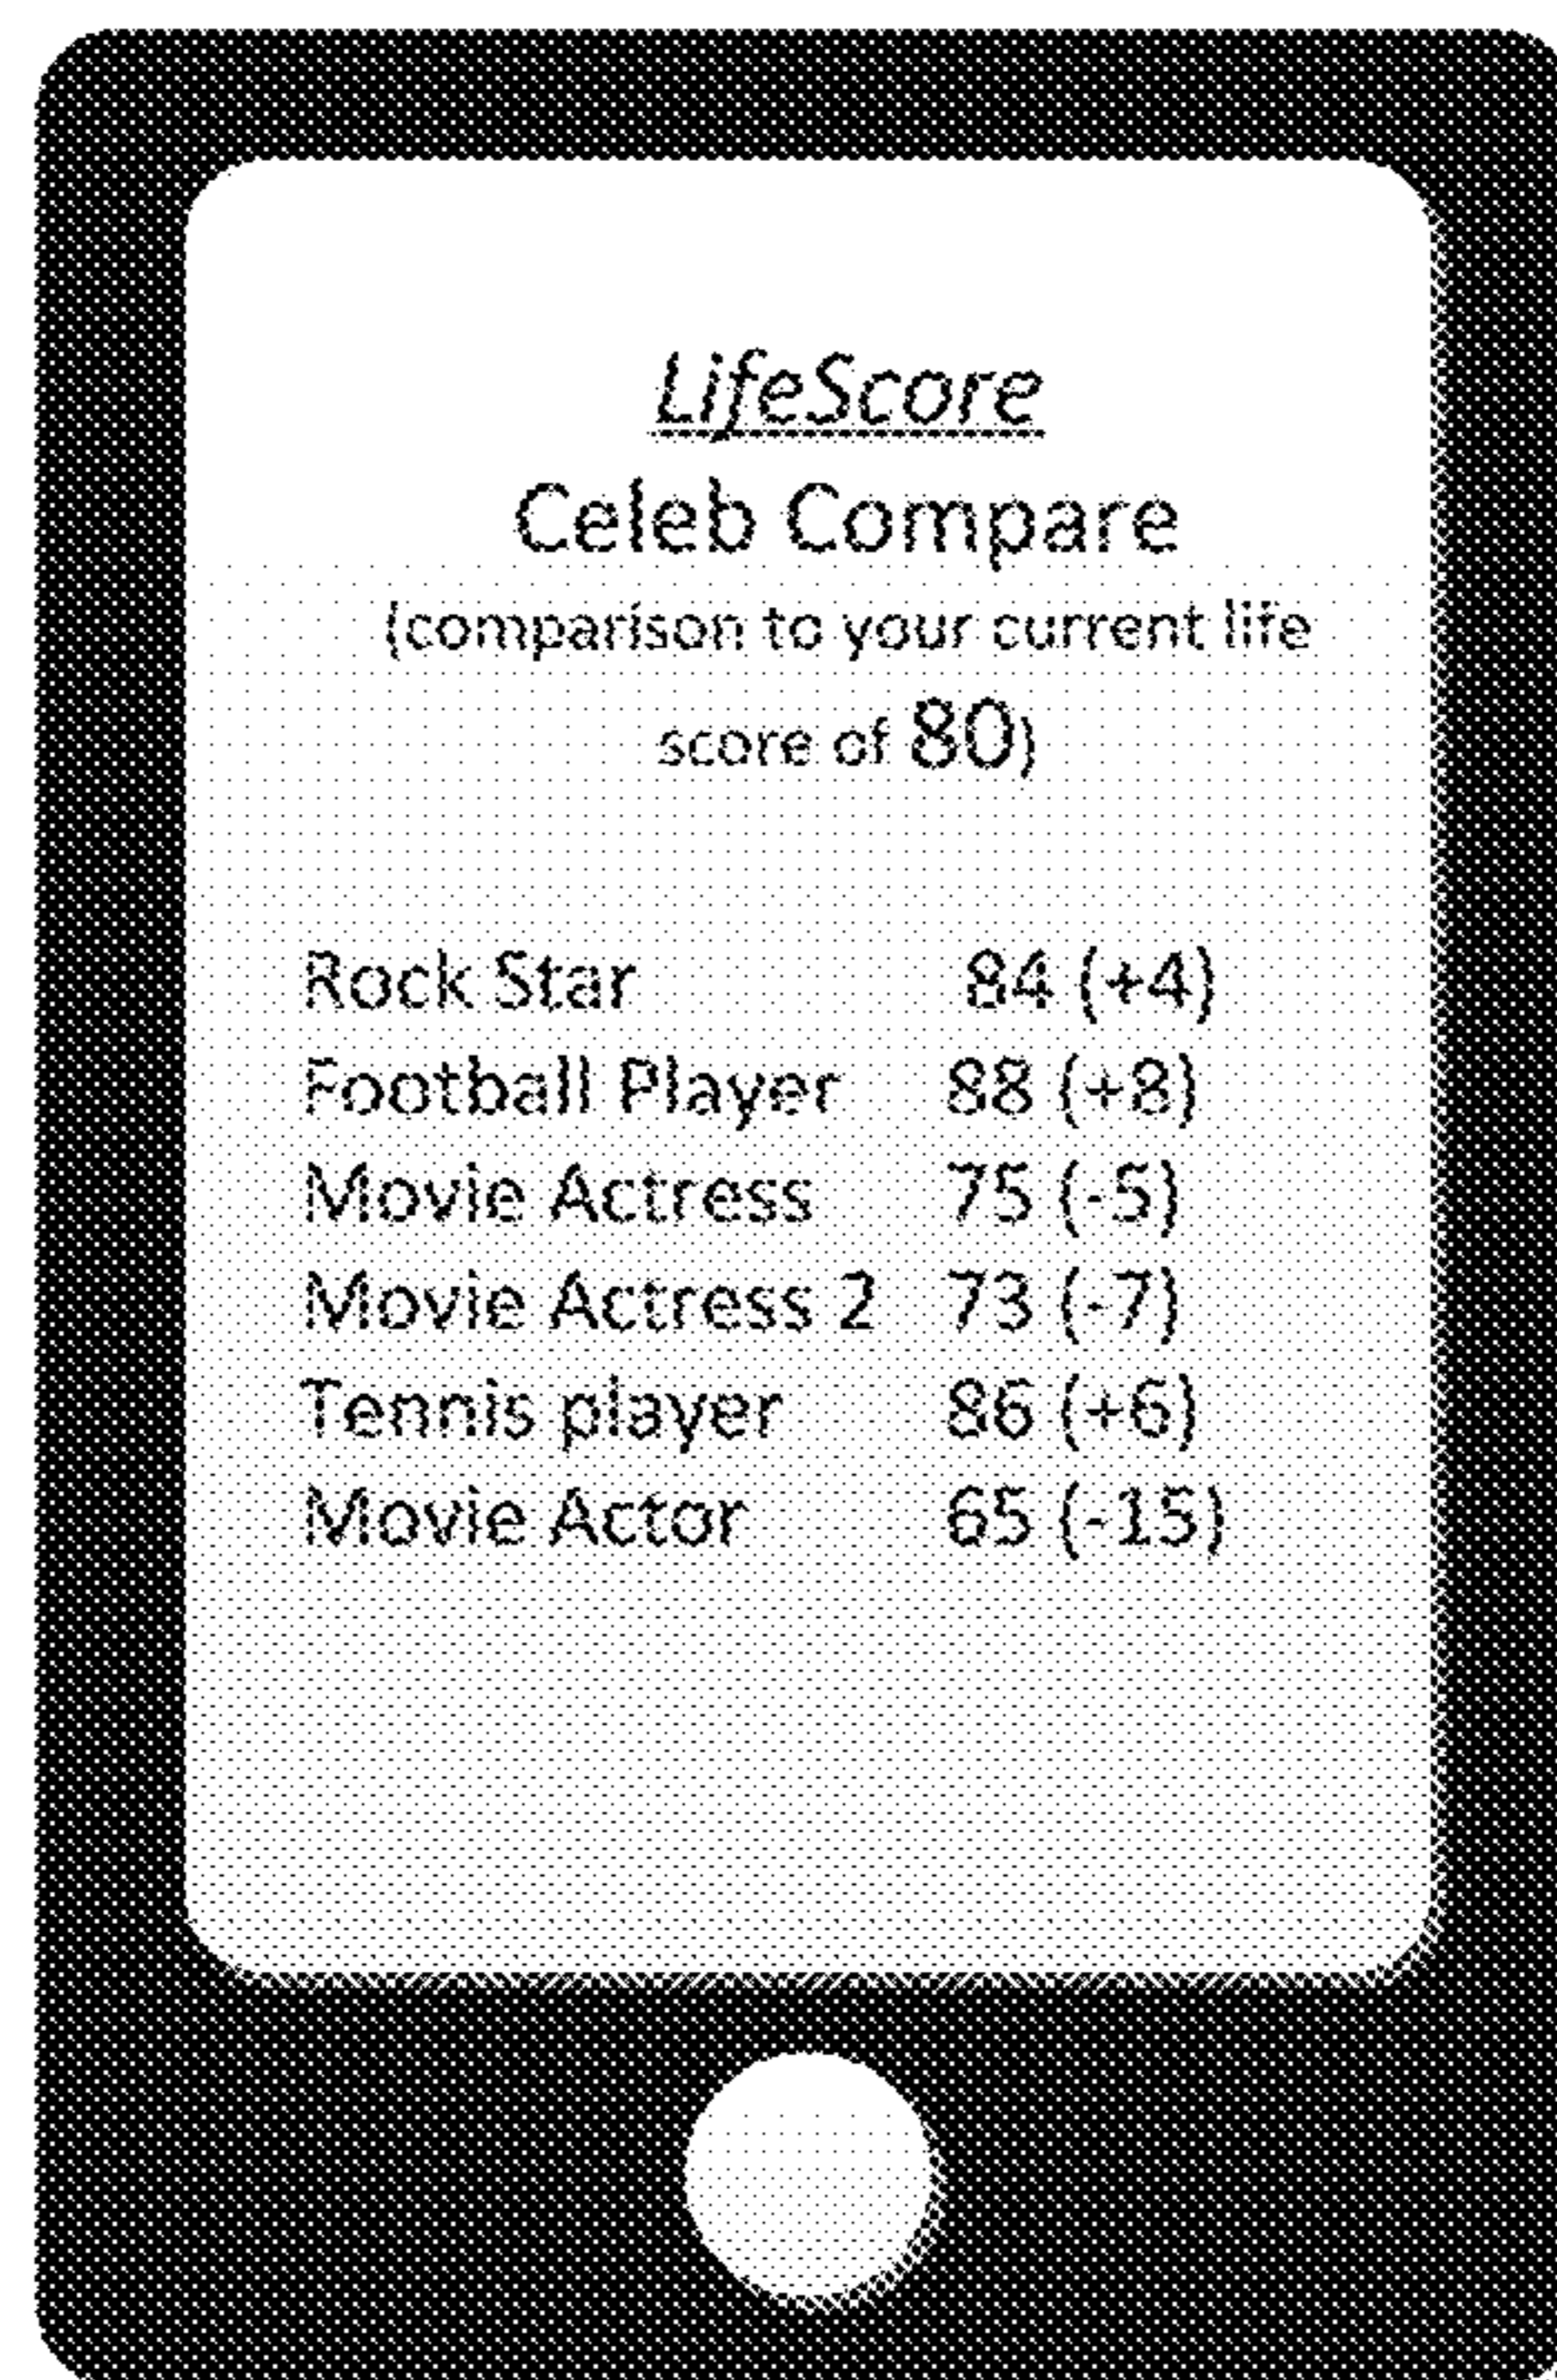 LifeScore
Celeb Compare
(comparison to your current life
score of 80)
Rock Star 84 (+4)
Football Player 88 (+8)
Movie Actress 75 (-5)
Movie Actress 2 73 (-7)
Tennis player 86 (+6)
Movie Actor 65 (-15)